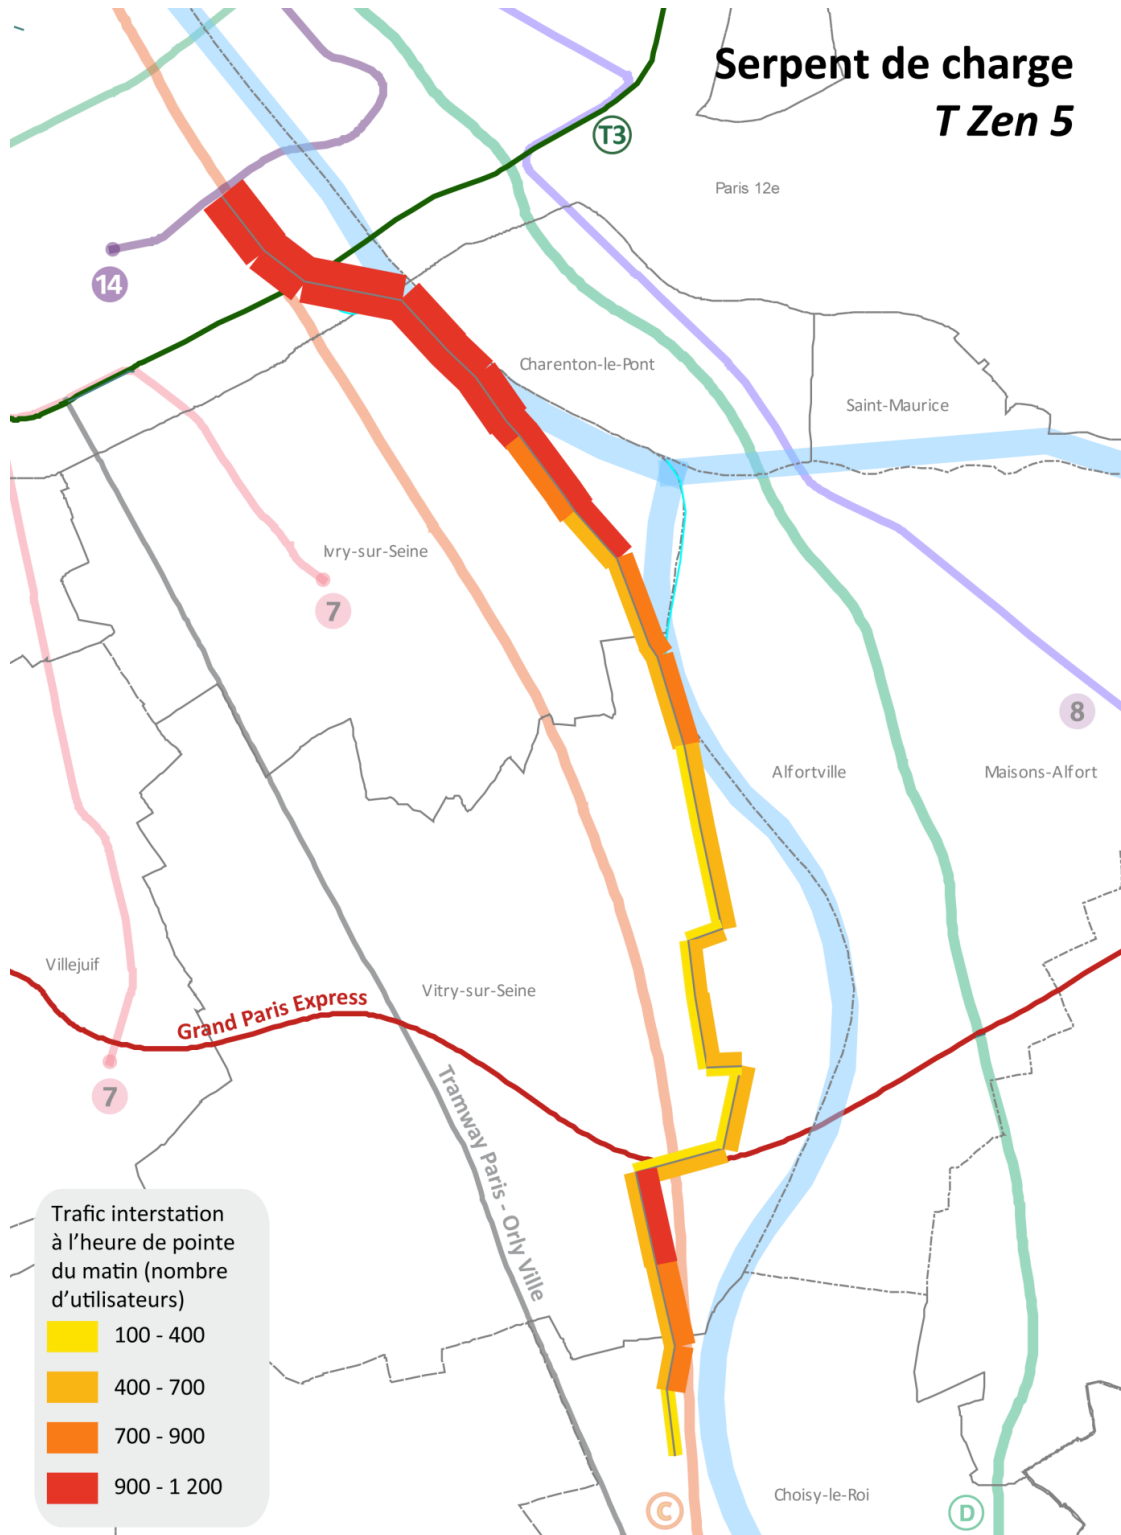 Serpent de charge
T Zen 5
T3
Paris 12e
14
Charenton-le-Pont
Saint-Maurice
Ivry-sur-Seine
7
8
Alfortville
Maisons-Alfort
Villejuif
Vitry-sur-Seine
Grand Paris Express
7
Tramway Paris - Orly Ville
Trafic interstation
à l'heure de pointe
du matin (nombre
d'utilisateurs)
100 - 400
400 - 700
700 - 900
900 - 1 200
Choisy-le-Roi
C
D